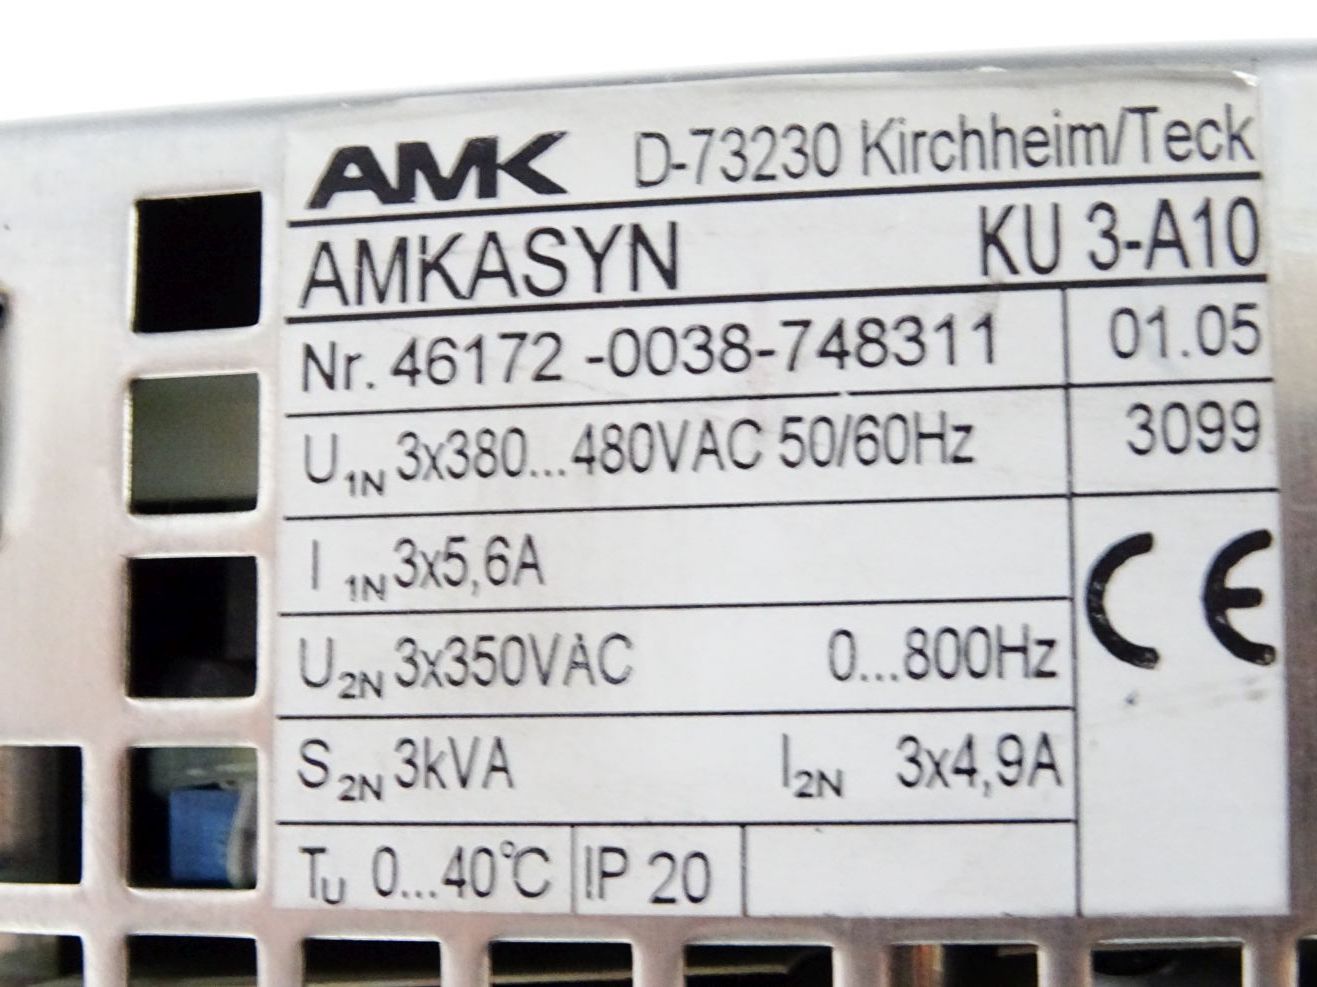 AMK D-73230 Kirchheim/Teck
AMKASYN KU 3-A10
Nr. 46172 -0038-748311 01.05
U1N 3x380...480VAC 50/60Hz 3099
I 1N 3x5,6A
CE
U2N 3x350VAC 0...800Hz
S2N 3kVA I2N 3x4,9A
TU 0...40°C IP 20